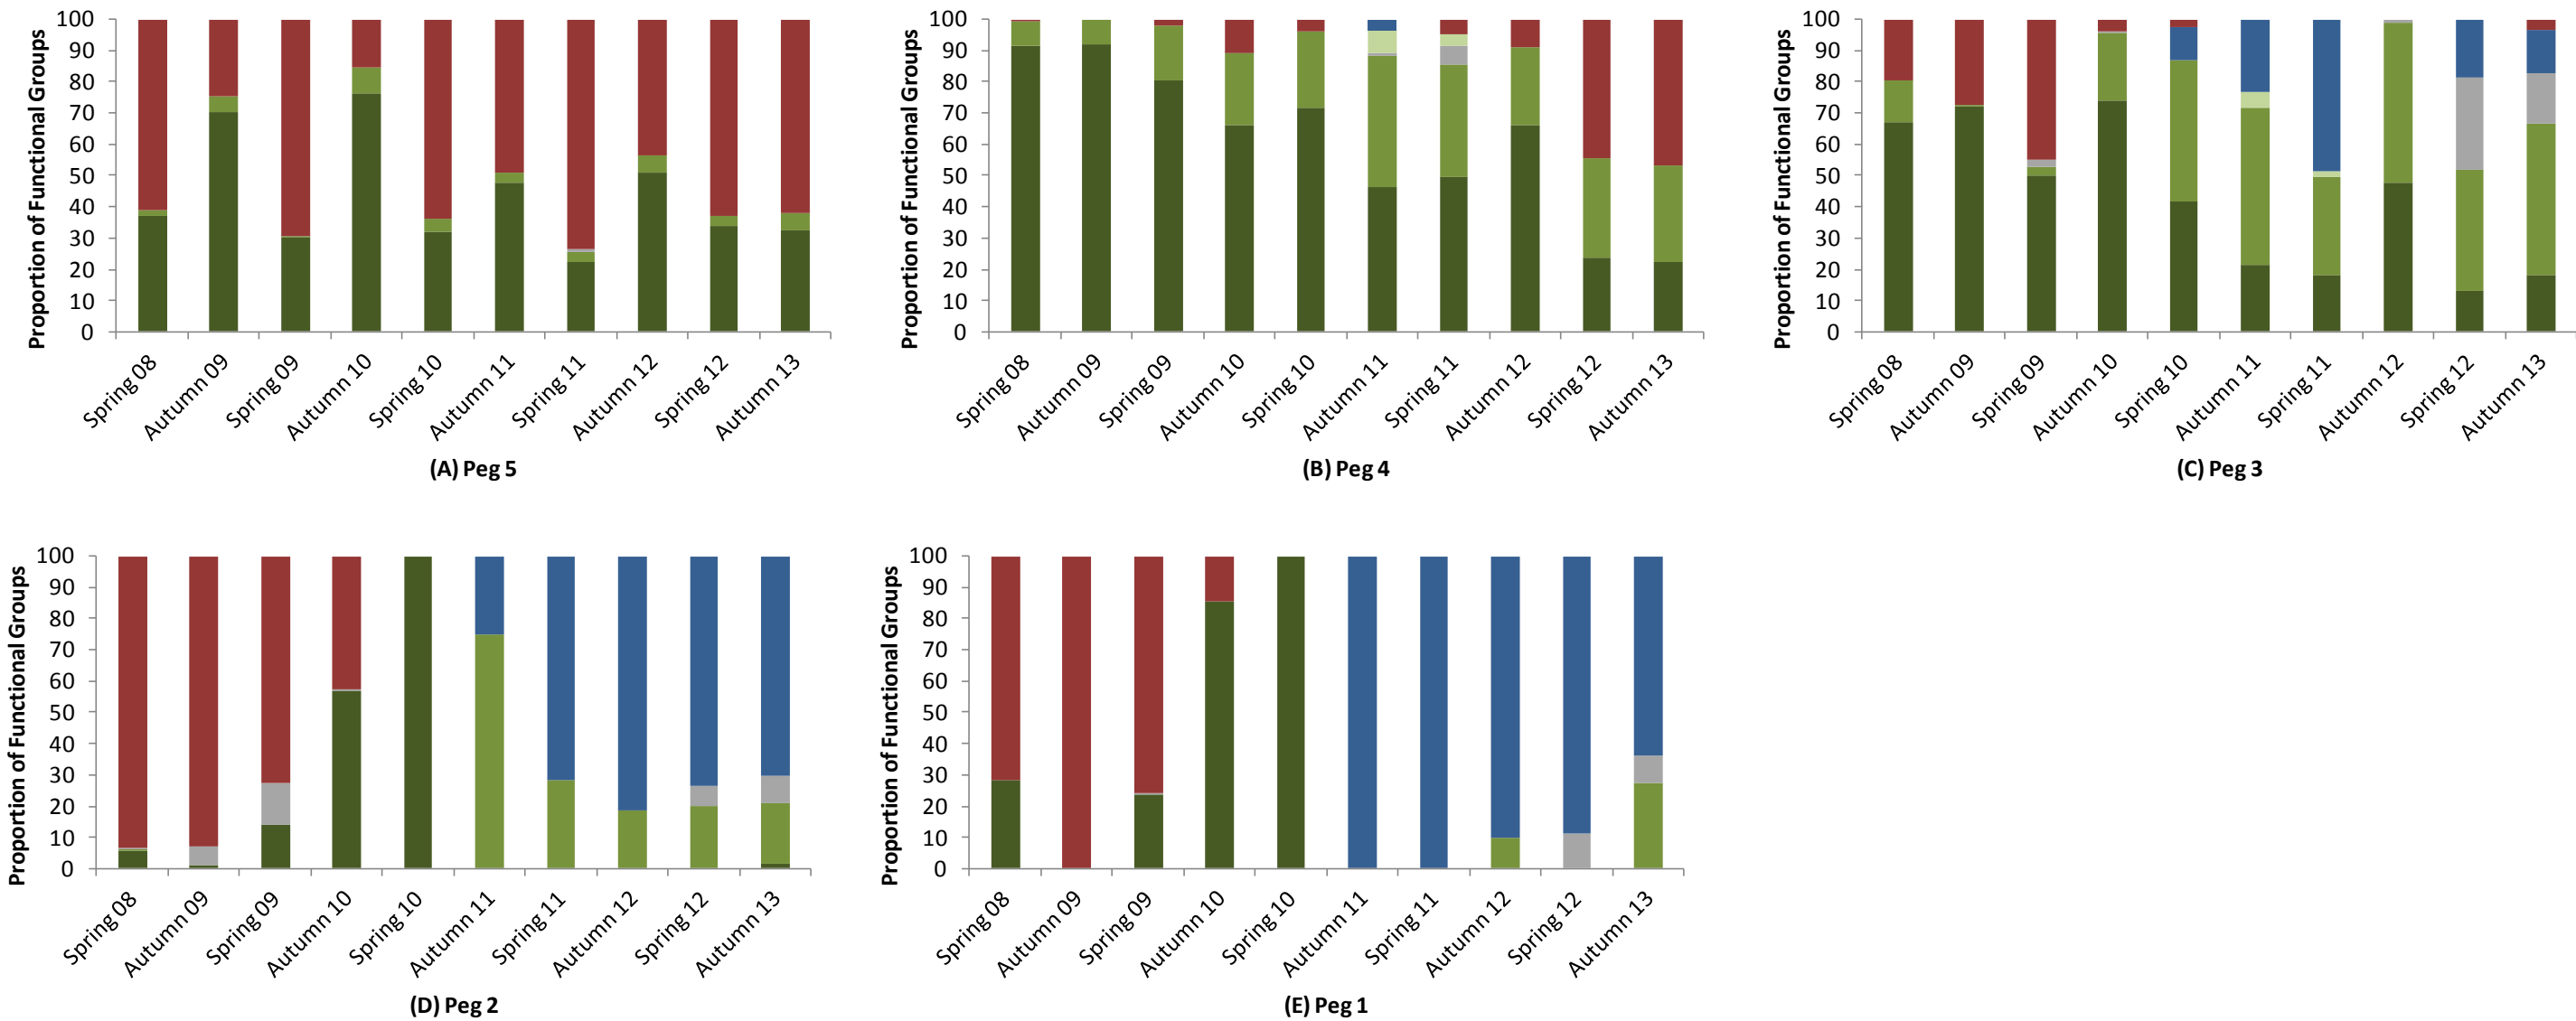 Proportion of Functional Groups
100
90
80
70
60
50
40
30
20
10
0
Spring 08
Autumn 09
Spring 09
Autumn 10
Spring 10
Autumn 11
Spring 11
Autumn 12
Spring 12
Autumn 13
(A) Peg 5
Proportion of Functional Groups
100
90
80
70
60
50
40
30
20
10
0
Spring 08
Autumn 09
Spring 09
Autumn 10
Spring 10
Autumn 11
Spring 11
Autumn 12
Spring 12
Autumn 13
(B) Peg 4
Proportion of Functional Groups
100
90
80
70
60
50
40
30
20
10
0
Spring 08
Autumn 09
Spring 09
Autumn 10
Spring 10
Autumn 11
Spring 11
Autumn 12
Spring 12
Autumn 13
(C) Peg 3
Proportion of Functional Groups
100
90
80
70
60
50
40
30
20
10
0
Spring 08
Autumn 09
Spring 09
Autumn 10
Spring 10
Autumn 11
Spring 11
Autumn 12
Spring 12
Autumn 13
(D) Peg 2
Proportion of Functional Groups
100
90
80
70
60
50
40
30
20
10
0
Spring 08
Autumn 09
Spring 09
Autumn 10
Spring 10
Autumn 11
Spring 11
Autumn 12
Spring 12
Autumn 13
(E) Peg 1